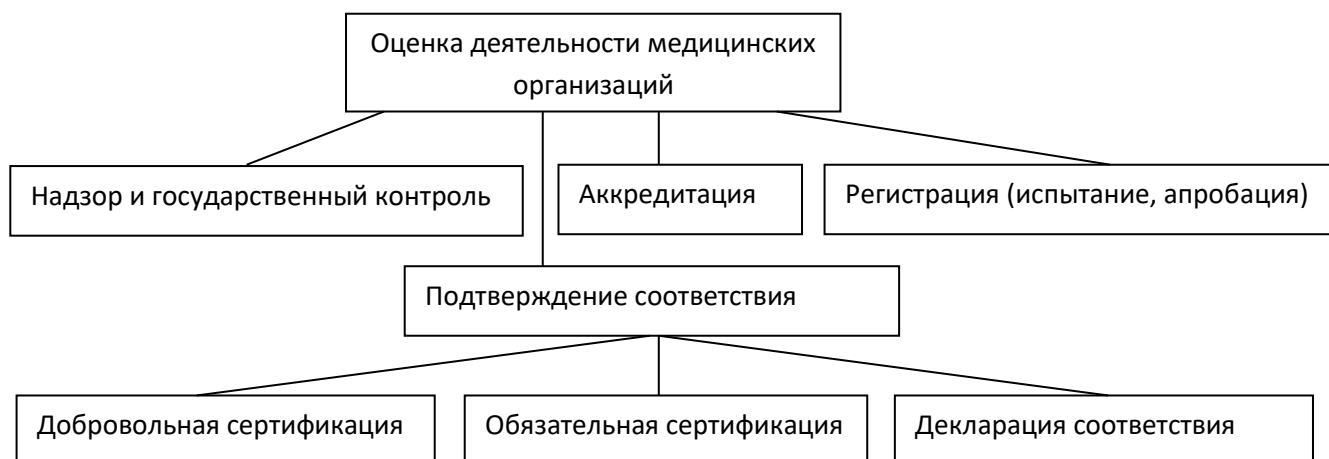 Оценка деятельности медицинских
организаций
Надзор и государственный контроль
Аккредитация
Регистрация (испытание, апробация)
Подтверждение соответствия
Добровольная сертификация
Обязательная сертификация
Декларация соответствия